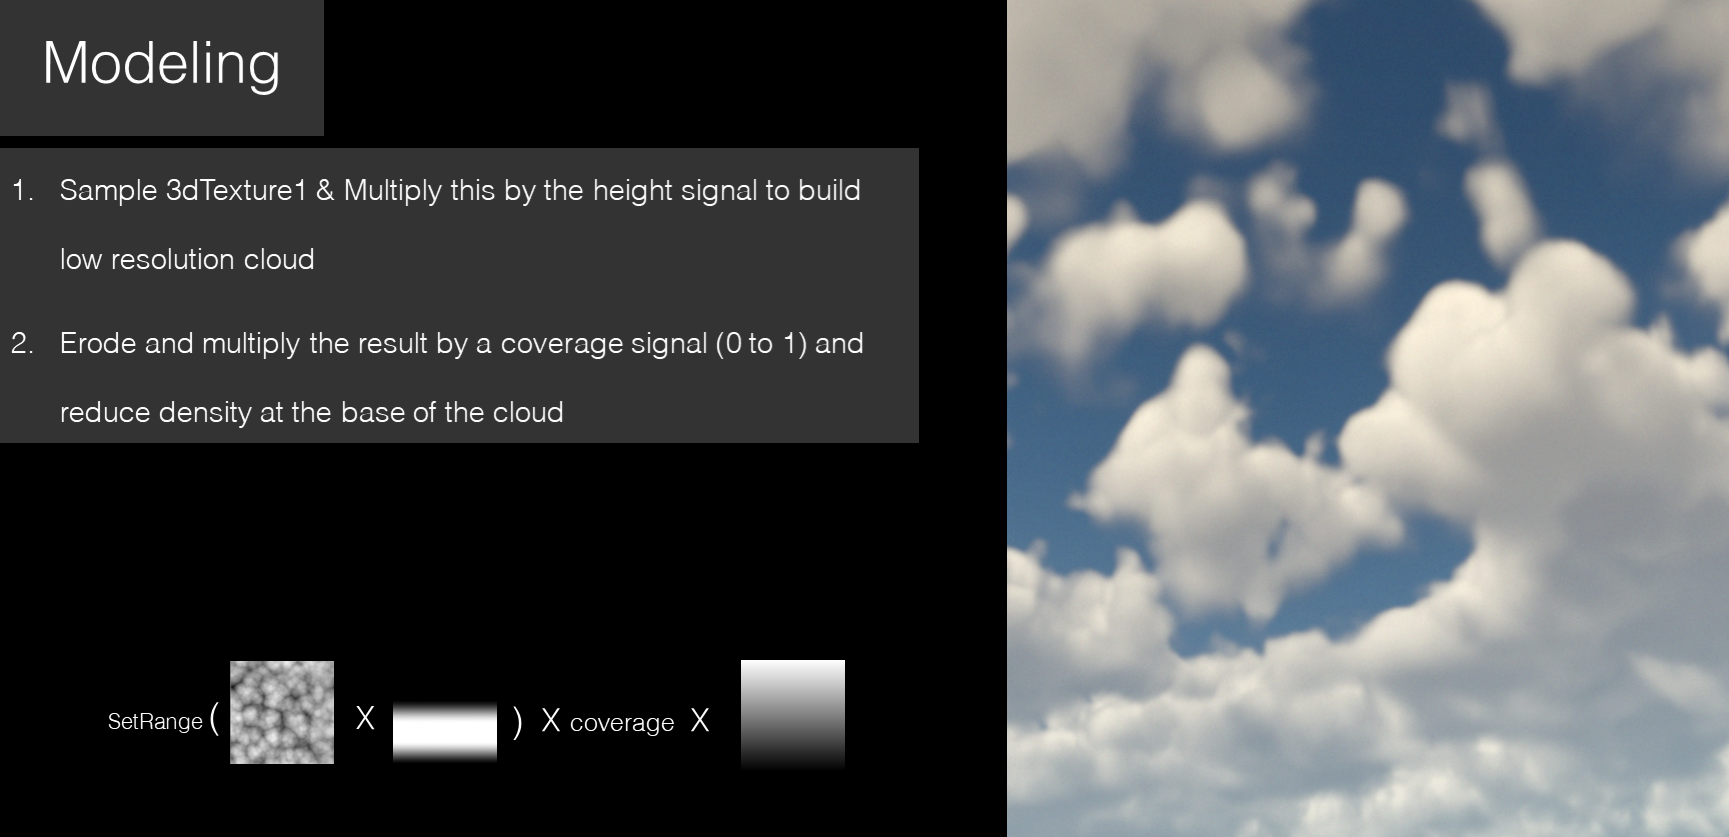 Modeling
1. Sample 3dTexture1 & Multiply this by the height signal to build
low resolution cloud
2. Erode and multiply the result by a coverage signal (0 to 1) and
reduce density at the base of the cloud
SetRange ( X ) X coverage X